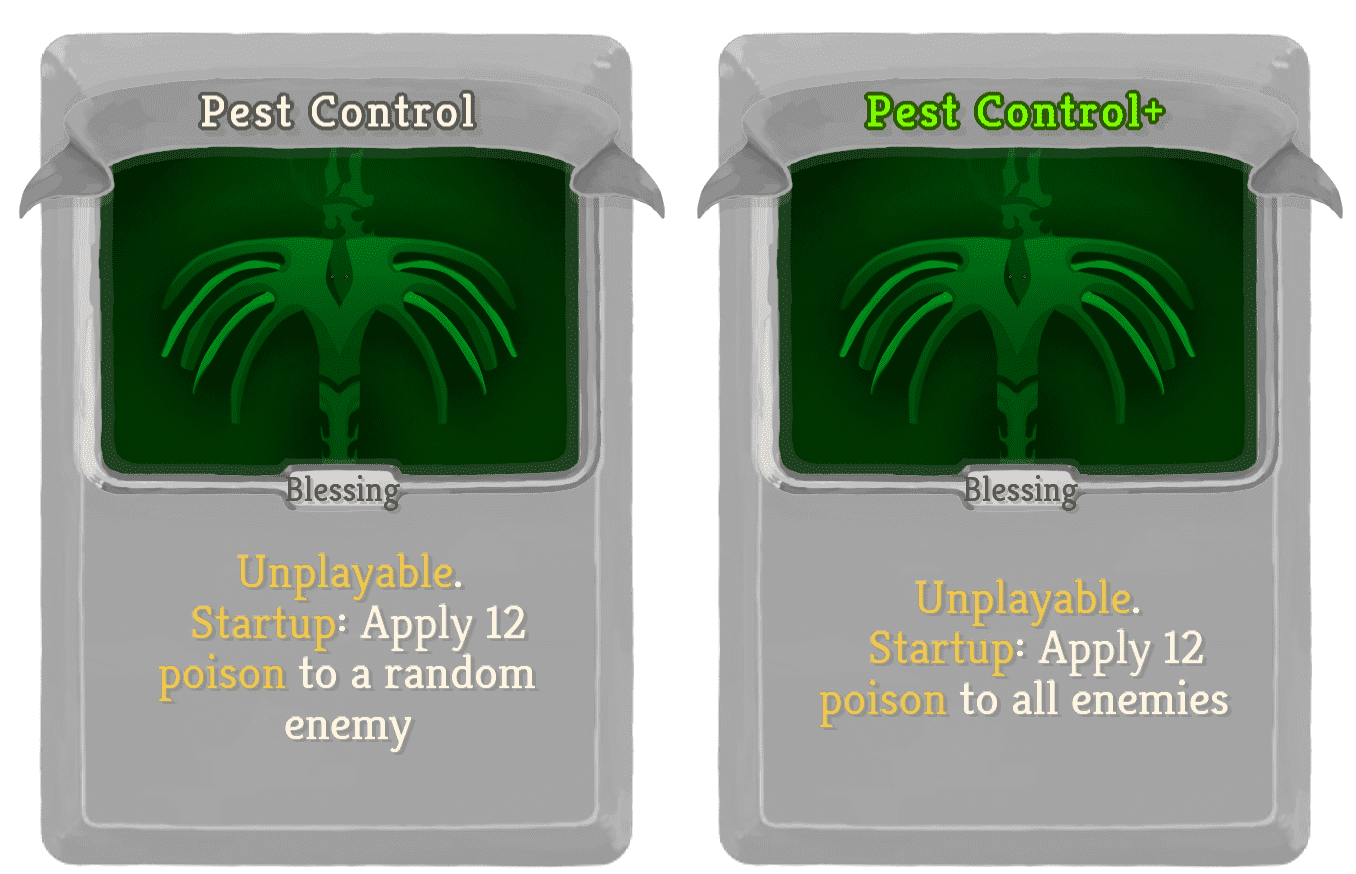 Pest Control
Blessing
Unplayable.
Startup: Apply 12
poison to a random
enemy
Pest Control+
Blessing
Unplayable.
Startup: Apply 12
poison to all enemies